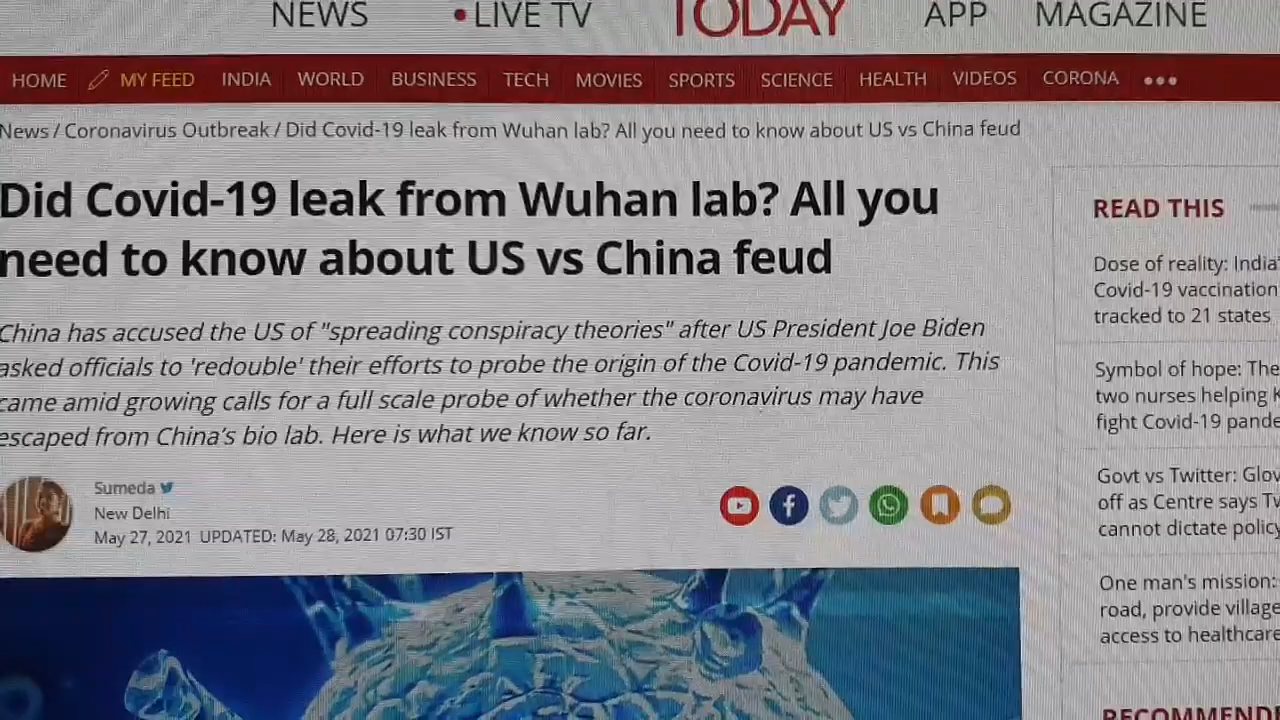 NEWS
LIVE TV
TODAY
APP
MAGAZINE
HOME MY FEED INDIA WORLD BUSINESS TECH MOVIES SPORTS SCIENCE HEALTH VIDEOS CORONA
News / Coronavirus Outbreak / Did Covid-19 leak from Wuhan lab? All you need to know about US vs China feud
Did Covid-19 leak from Wuhan lab? All you
need to know about US vs China feud
China has accused the US of "spreading conspiracy theories" after US President Joe Biden
asked officials to 'redouble' their efforts to probe the origin of the Covid-19 pandemic. This
came amid growing calls for a full scale probe of whether the coronavirus may have
escaped from China's bio lab. Here is what we know so far.
Sumeda
New Delhi
May 27, 2021 UPDATED: May 28, 2021 07:30 IST
READ THIS
Dose of reality: India'
Covid-19 vaccination
tracked to 21 states
Symbol of hope: The
two nurses helping
fight Covid-19 pande
Govt vs Twitter: Glov
off as Centre says
cannot dictate policy
One man's mission:
road, provide village
access to healthcare
RECOMMEND